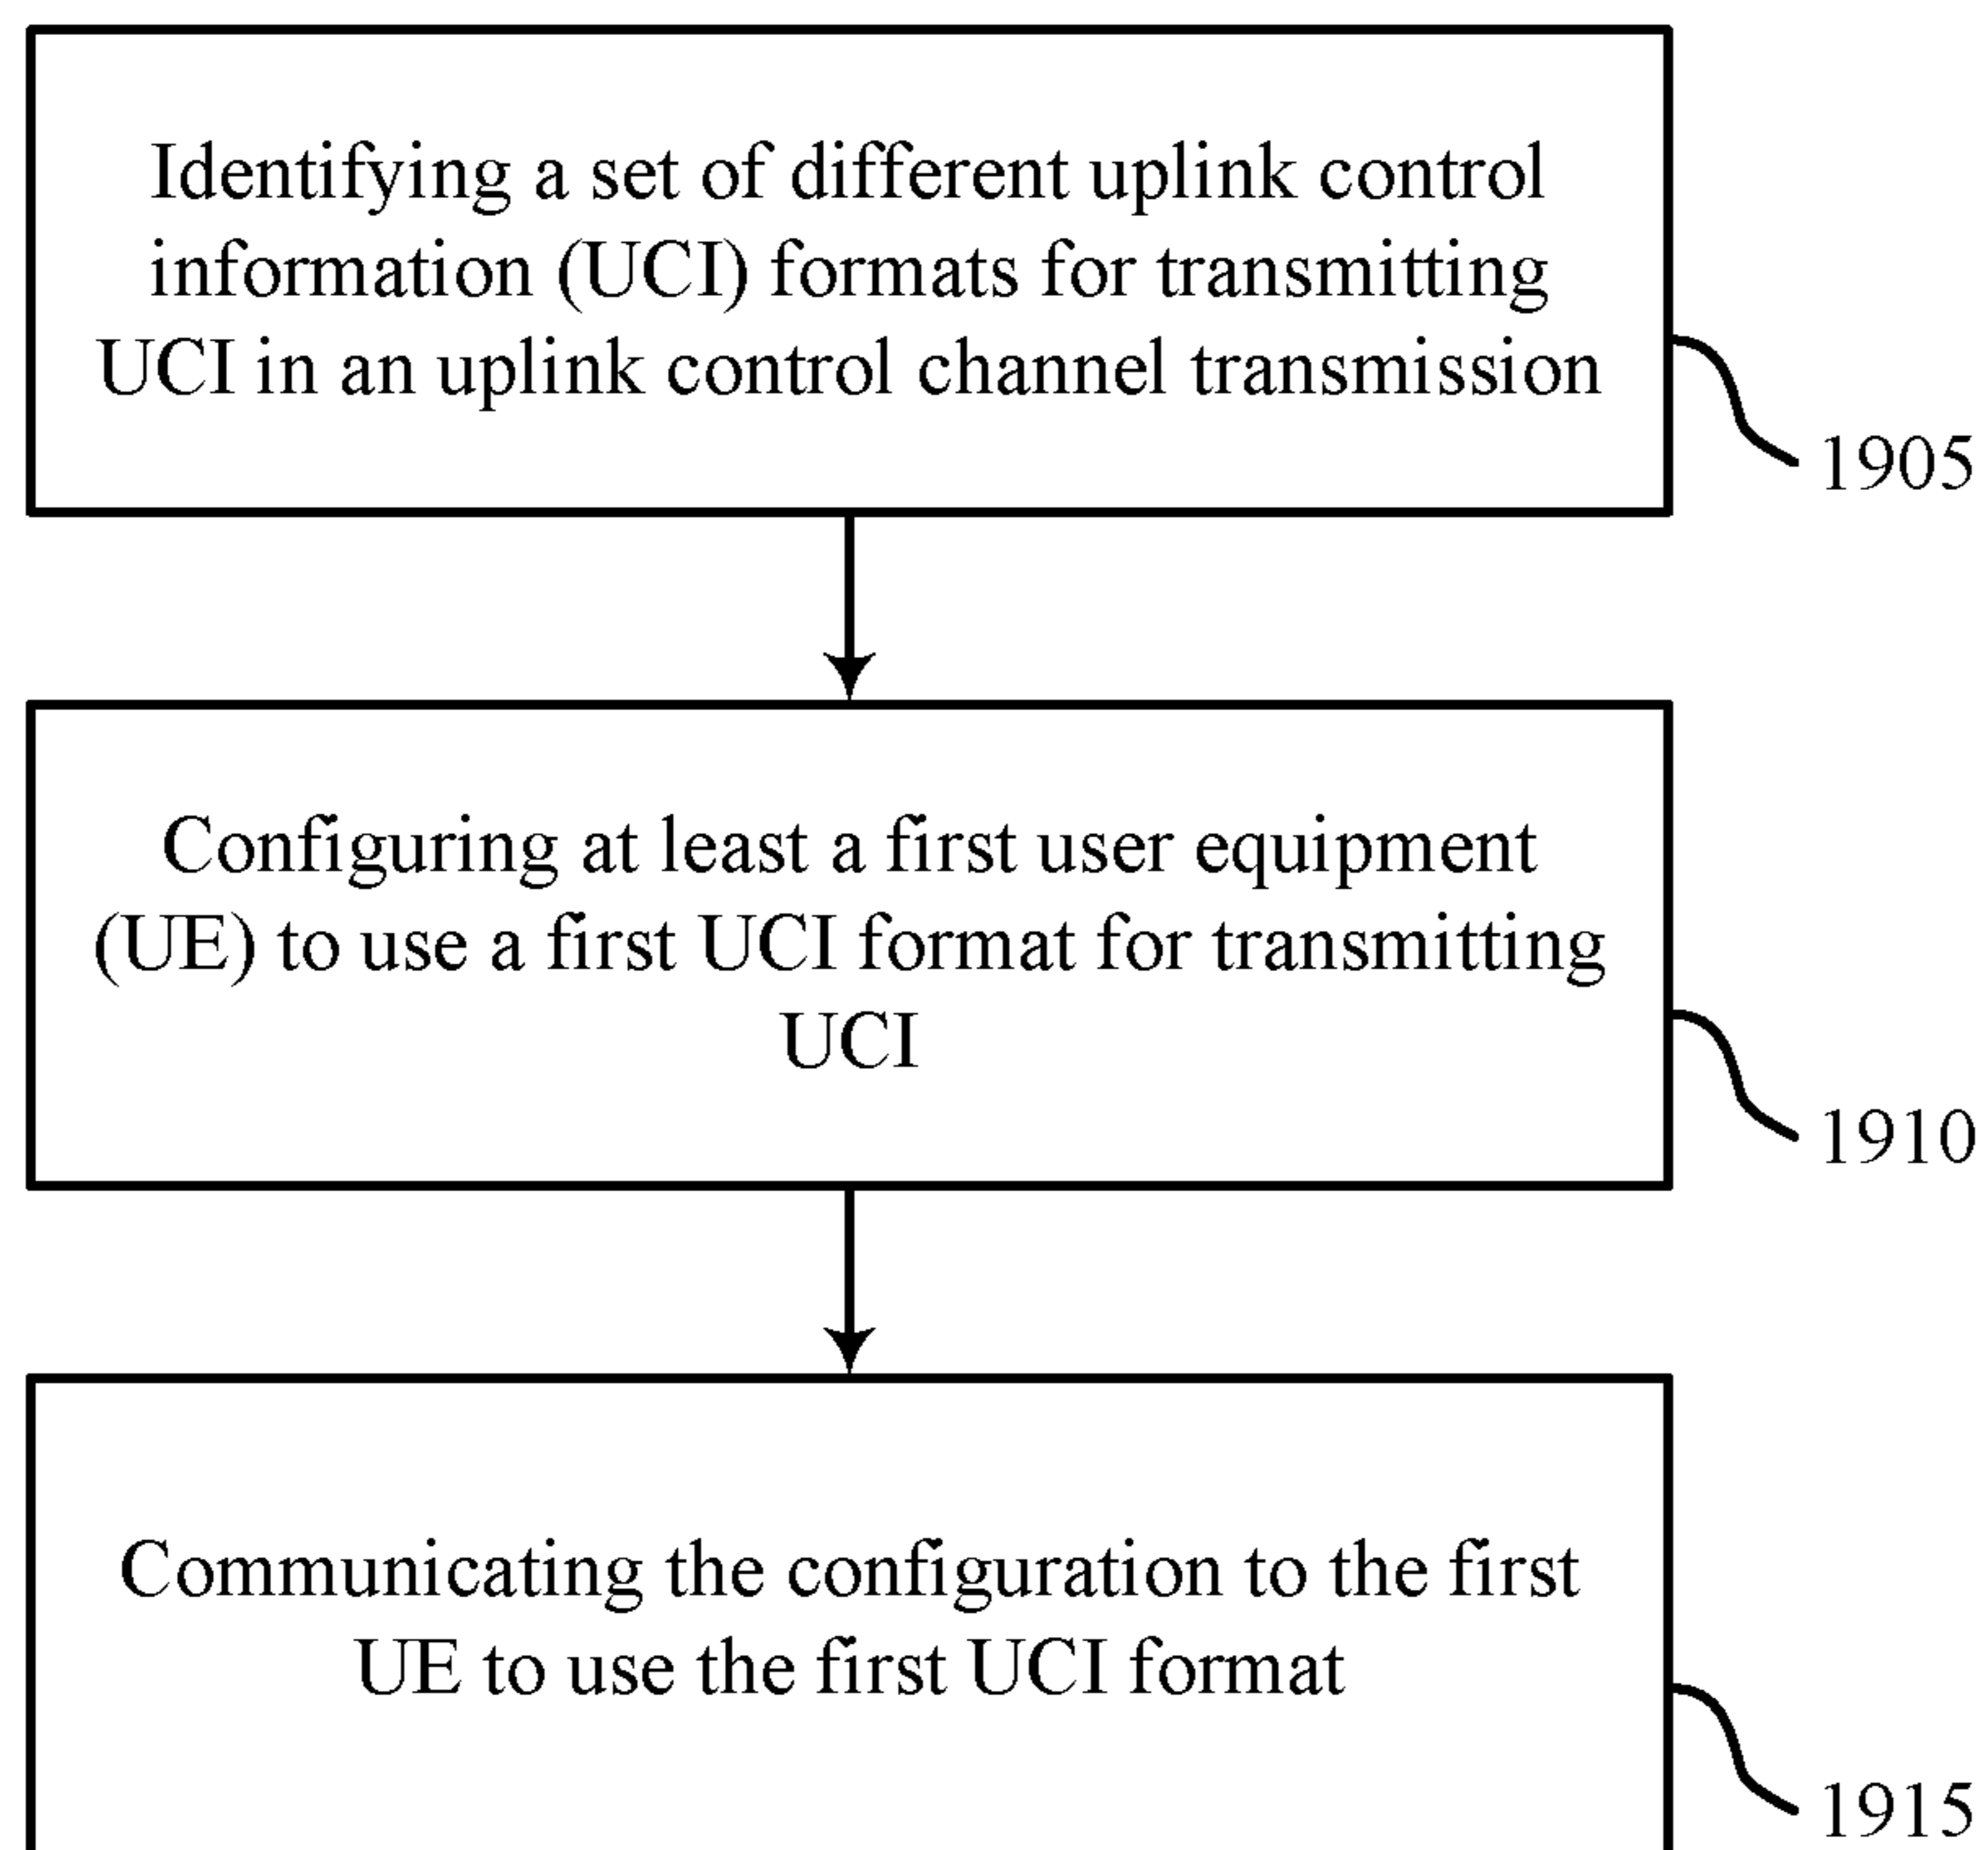 Identifying a set of different uplink control
information (UCI) formats for transmitting
UCI in an uplink control channel transmission
1905
Configuring at least a first user equipment
(UE) to use a first UCI format for transmitting
UCI
1910
Communicating the configuration to the first
UE to use the first UCI format
1915